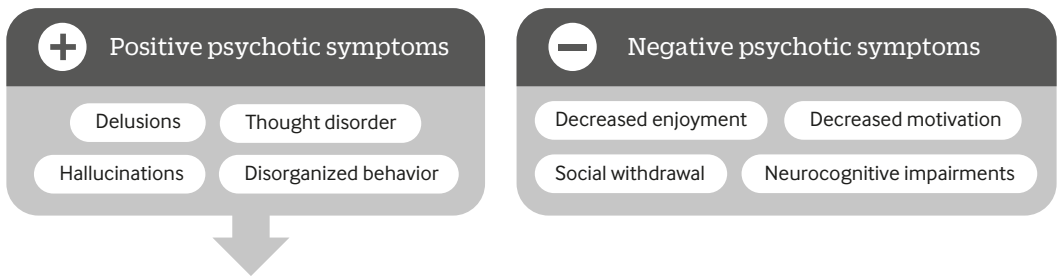 Positive psychotic symptoms
Delusions
Thought disorder
Hallucinations
Disorganized behavior
Negative psychotic symptoms
Decreased enjoyment
Decreased motivation
Social withdrawal
Neurocognitive impairments